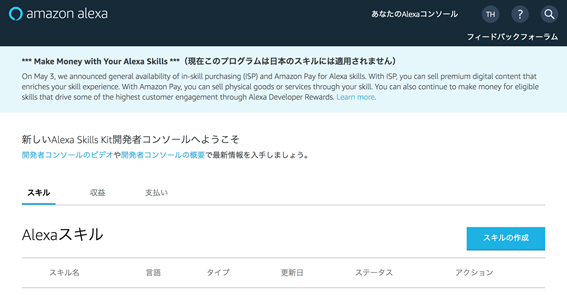 amazon alexa
あなたのAlexaコンソール
TH
?
フィードバックフォーラム
*** Make Money with Your Alexa Skills ***（現在このプログラムは日本のスキルには適用されません）
On May 3, we announced general availability of in-skill purchasing (ISP) and Amazon Pay for Alexa skills. With ISP, you can sell premium digital content that
enriches your skill experience. With Amazon Pay, you can sell physical goods or services through your skill. You can also continue to make money for eligible
skills that drive some of the highest customer engagement through Alexa Developer Rewards. Learn more.
新しいAlexa Skills Kit開発者コンソールへようこそ
開発者コンソールのビデオや開発者コンソールの概要で最新情報を入手しましょう。
スキル 収益 支払い
Alexaスキル
スキルの作成
スキル名 言語 タイプ 更新日 ステータス アクション